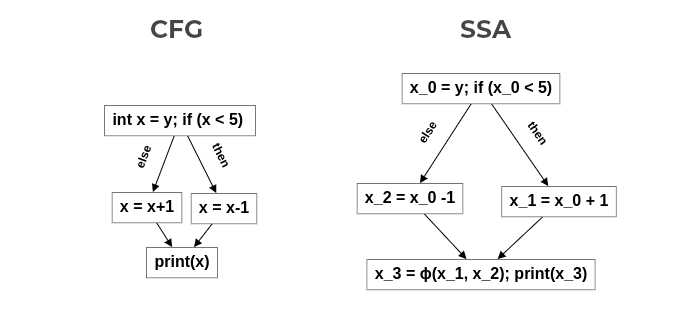 CFG
int x = y; if (x < 5)
else
then
x = x+1
x = x-1
print(x)
SSA
x_0 = y; if (x_0 < 5)
else
then
x_2 = x_0 -1
x_1 = x_0 + 1
x_3 = ϕ(x_1, x_2); print(x_3)